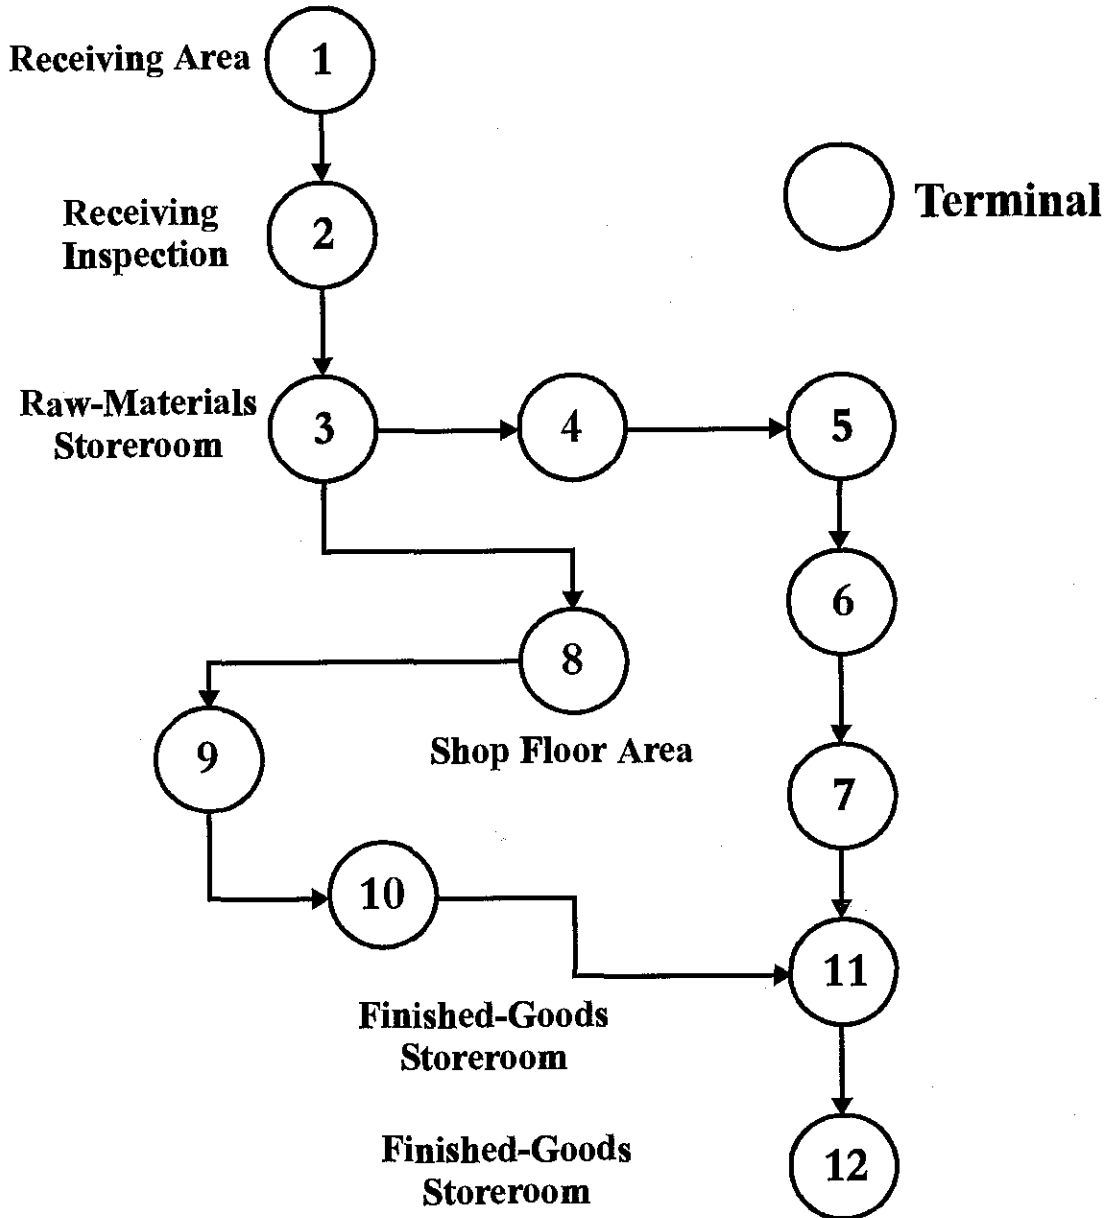 Receiving Area
1
Receiving
Inspection
2
Terminal
Raw-Materials
Storeroom
3
4
5
6
8
Shop Floor Area
9
7
10
11
Finished-Goods
Storeroom
Finished-Goods
Storeroom
12